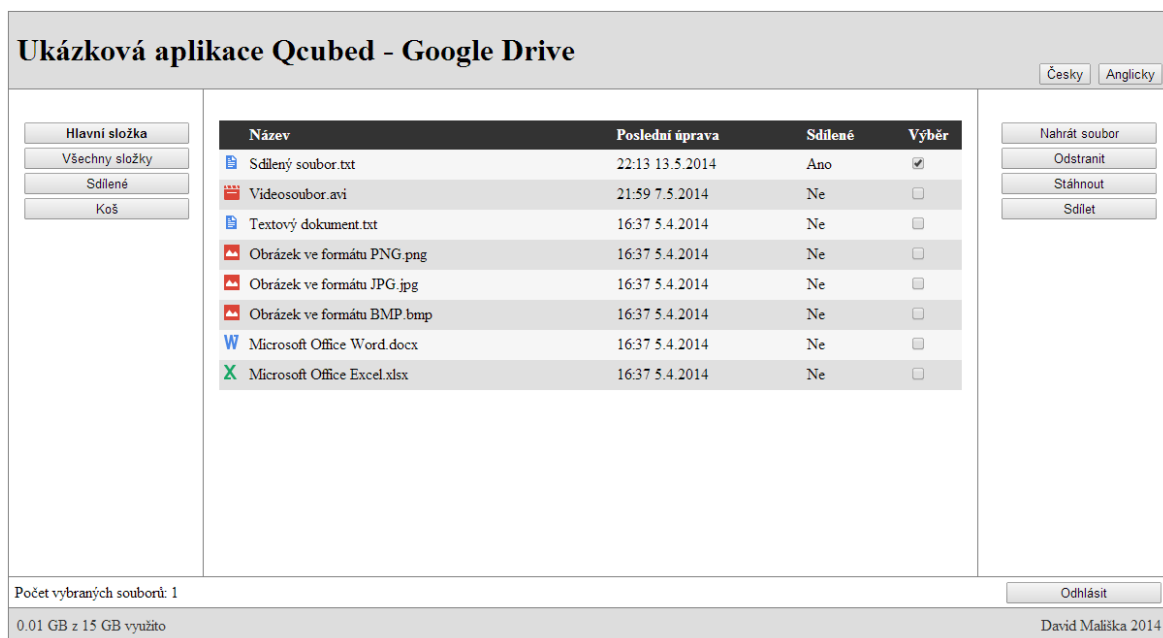 Ukázková aplikace Qcubed - Google Drive
Česky Anglicky
Hlavní složka
Všechny složky
Sdílené
Koš
Název Poslední úprava Sdílené Výběr
Sdílený soubor.txt 22:13 13.5.2014 Ano
Videosoubor.avi 21:59 7.5.2014 Ne
Textový dokument.txt 16:37 5.4.2014 Ne
Obrázek ve formátu PNG.png 16:37 5.4.2014 Ne
Obrázek ve formátu JPG.jpg 16:37 5.4.2014 Ne
Obrázek ve formátu BMP.bmp 16:37 5.4.2014 Ne
W Microsoft Office Word.docx 16:37 5.4.2014 Ne
X Microsoft Office Excel.xlsx 16:37 5.4.2014 Ne
Nahrát soubor
Odstranit
Stáhnout
Sdílet
Počet vybraných souborů: 1 Odhlásit
0.01 GB z 15 GB využito David Mališka 2014